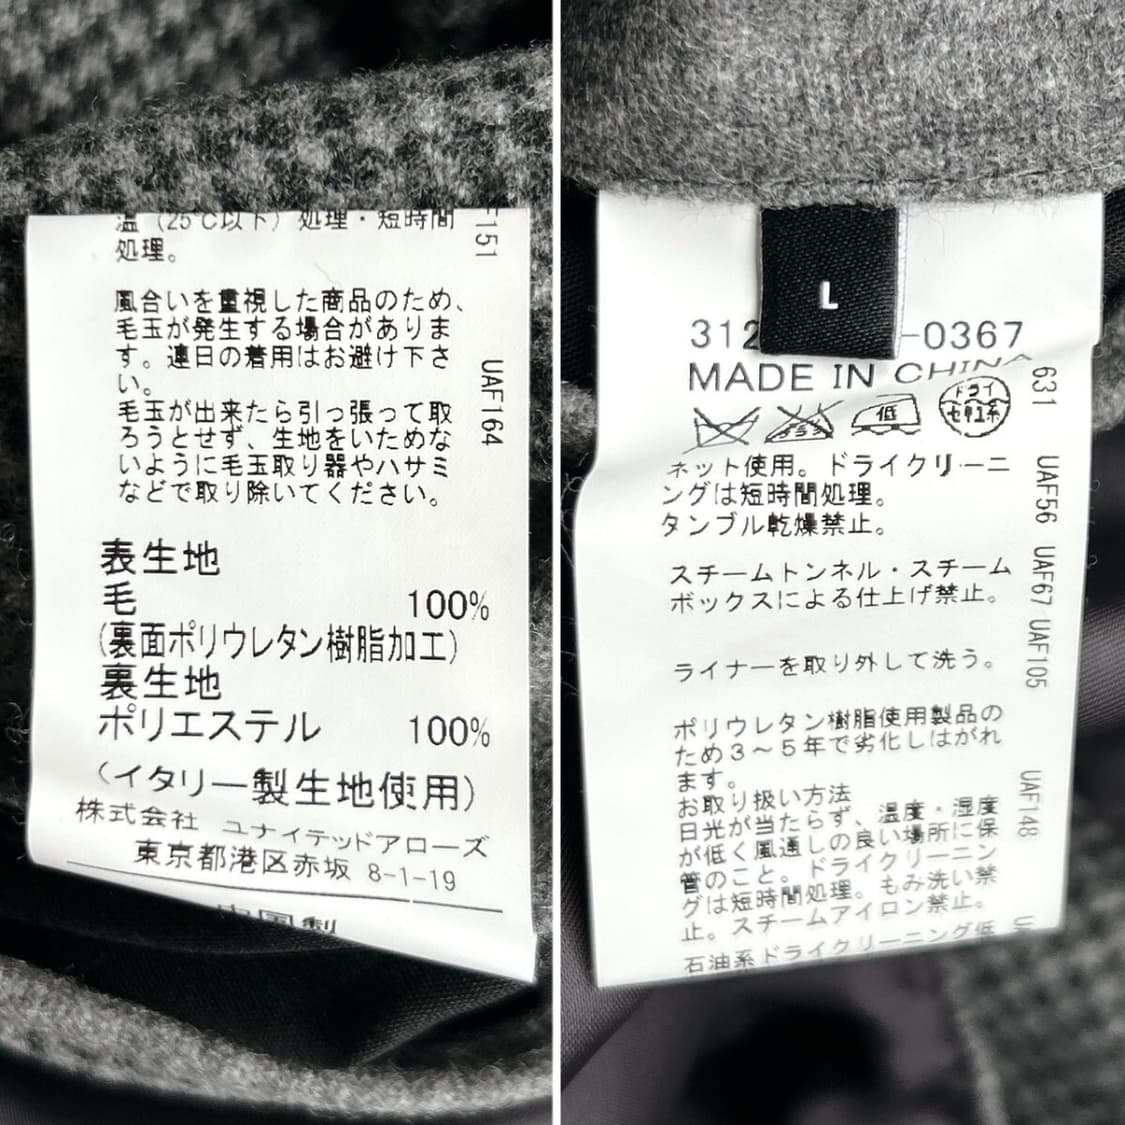 温（25℃以下）処理・短時間
処理。
風合いを重視した商品のため、
毛玉が発生する場合がありま
す。連日の着用はお避け下さ
い。
毛玉が出来たら引っ張って取
ろうとせず、生地をいためな
いように毛玉取り器やハサミ
などで取り除いてください。
表生地
毛 100%
(裏面ポリウレタン樹脂加工)
裏生地
ポリエステル 100%
(イタリー製生地使用)
株式会社 ユナイテッドアローズ
東京都港区赤坂 8-1-19
中国製
F151
UAF164
L
312 -0367
MADE IN CHINA
低
ドライ
セキユ系
ネット使用。ドライクリーニ
ングは短時間処理。
タンブル乾燥禁止。
スチームトンネル・スチーム
ボックスによる仕上げ禁止。
ライナーを取り外して洗う。
ポリウレタン樹脂使用製品の
ため3～5年で劣化しはがれ
ます。
お取り扱い方法
日光が当たらず、温度・湿度
が低く風通しの良い場所に保
管のこと。ドライクリーニン
グは短時間処理。もみ洗い禁
止。スチームアイロン禁止。
石油系ドライクリーニング低
631
UAF56
UAF67
UAF105
UAF148